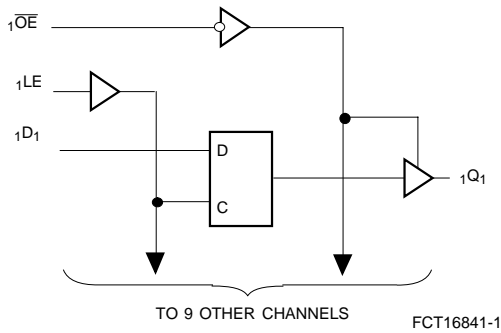 1OE
1LE
1D1
D
C
1Q1
TO 9 OTHER CHANNELS
FCT16841-1